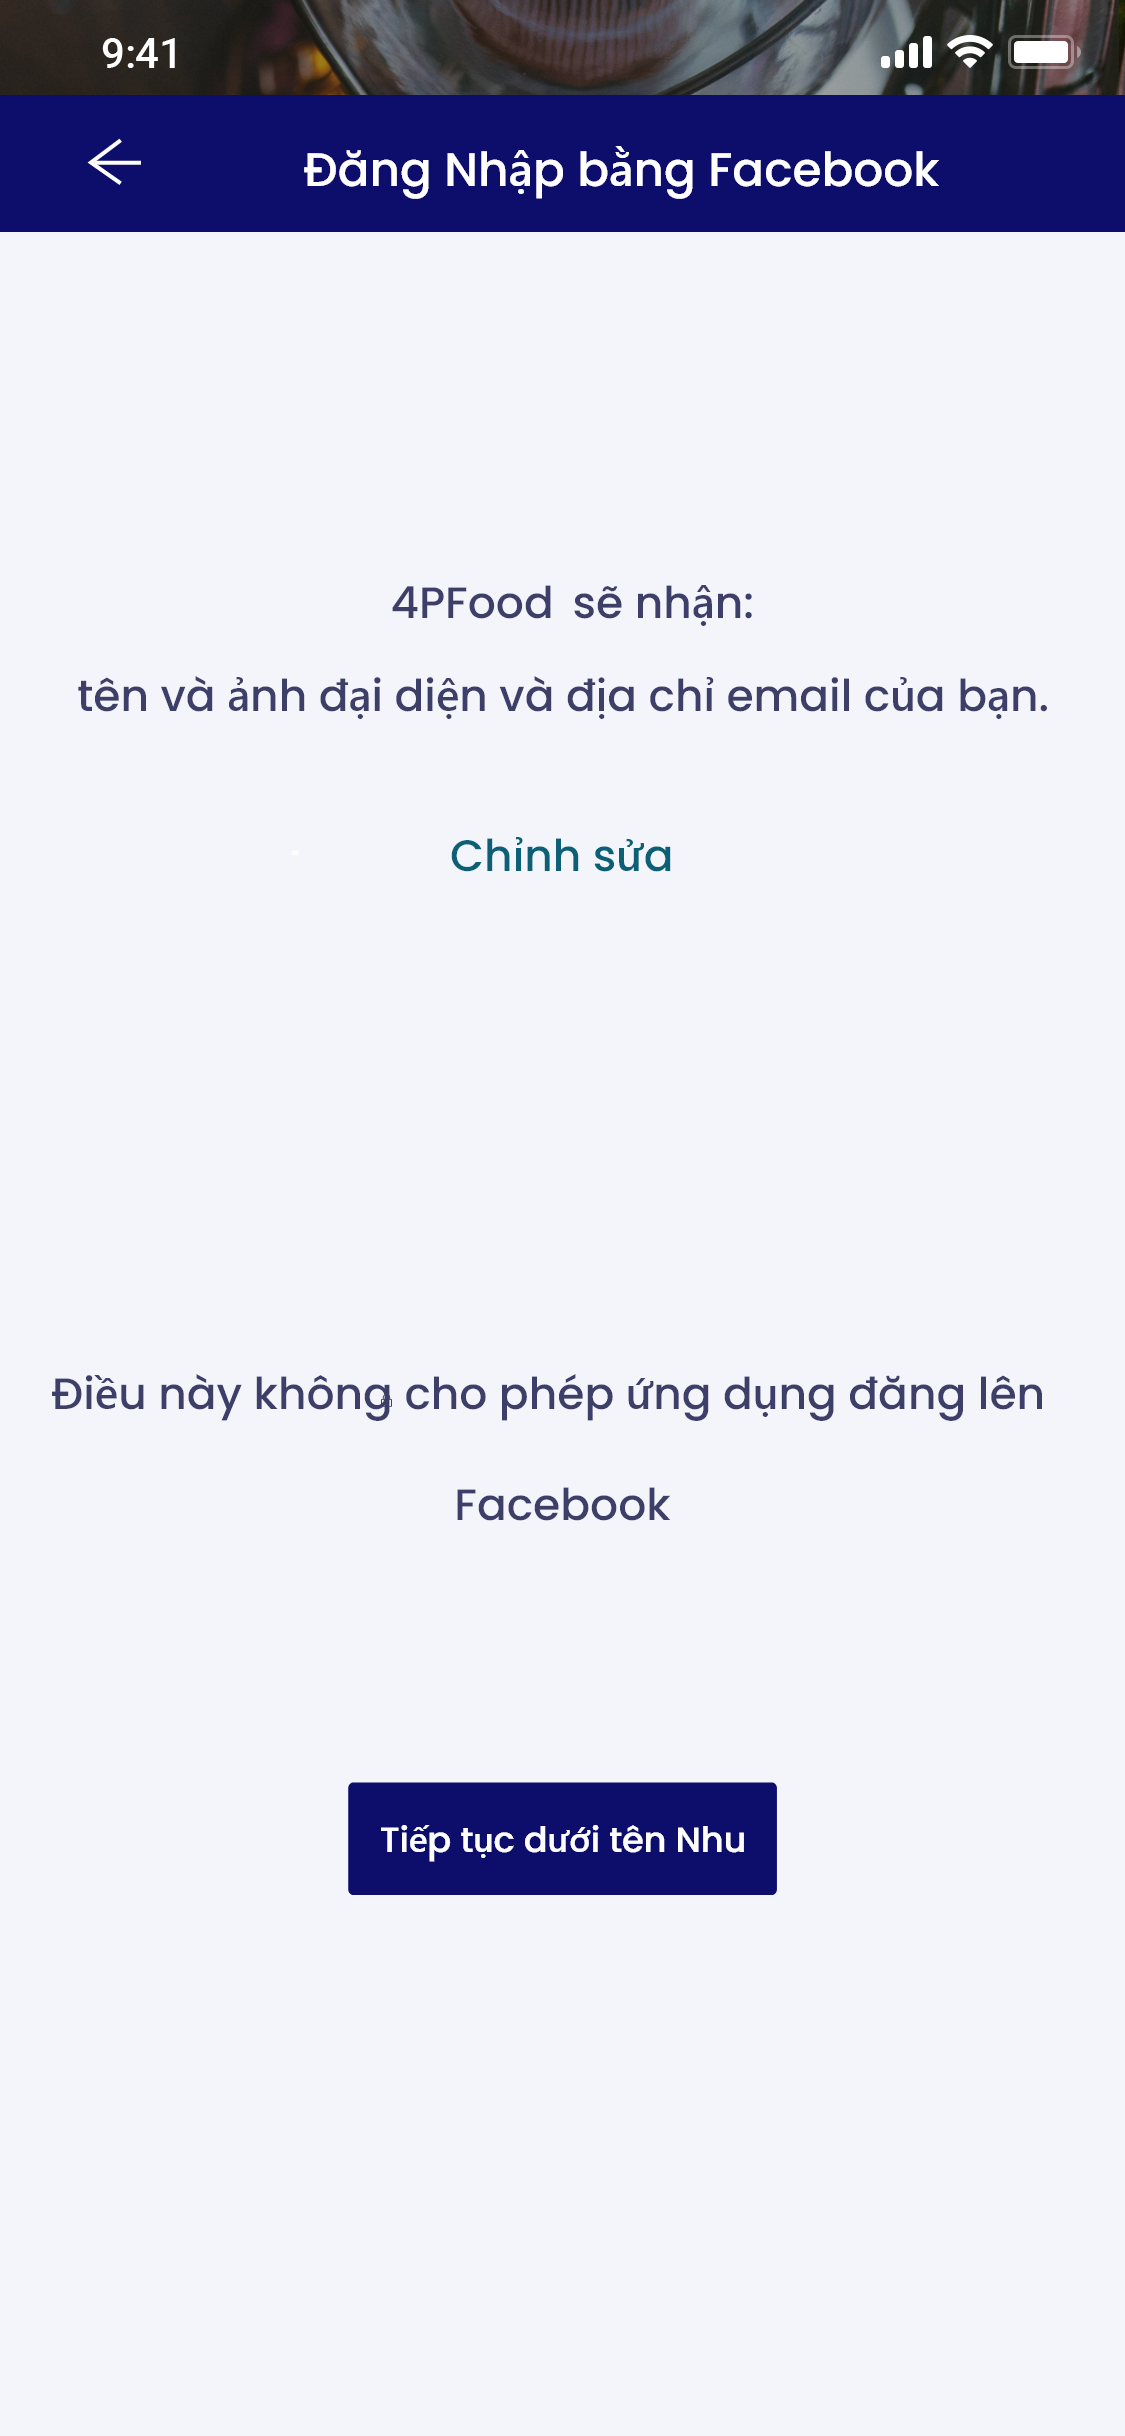 9:41
Đăng Nhập bằng Facebook
4PFood sẽ nhận:
tên và ảnh đại diện và địa chỉ email của bạn.
Chỉnh sửa
Điều này không cho phép ứng dụng đăng lên
Facebook
Tiếp tục dưới tên Nhu